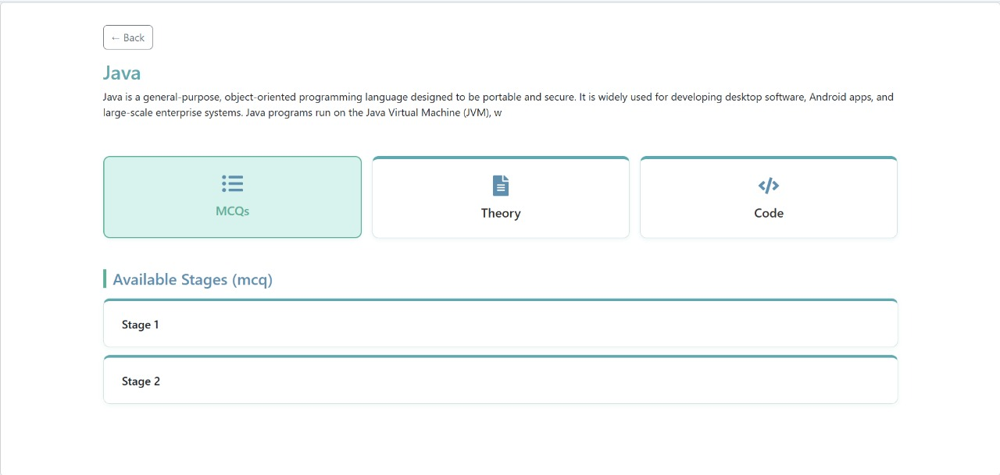 ← Back
Java
Java is a general-purpose, object-oriented programming language designed to be portable and secure. It is widely used for developing desktop software, Android apps, and
large-scale enterprise systems. Java programs run on the Java Virtual Machine (JVM), w
MCQs
Theory
Code
Available Stages (mcq)
Stage 1
Stage 2